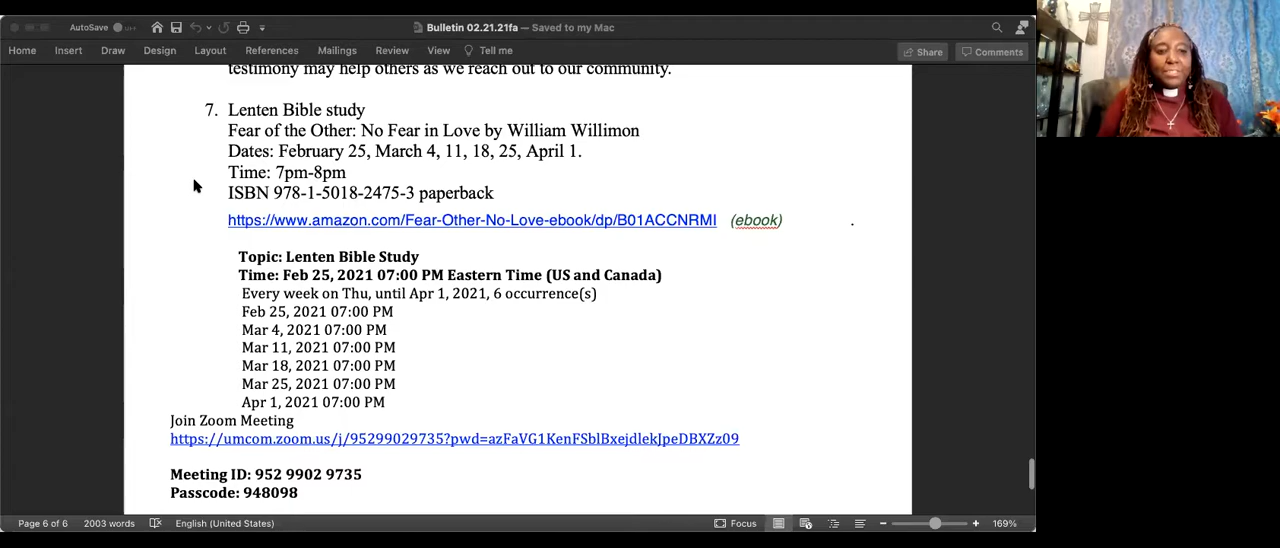 AutoSave OFF
Bulletin 02.21.21fa — Saved to my Mac
Home Insert Draw Design Layout References Mailings Review View Tell me Share Comments
testimony may help others as we reach out to our community.
7. Lenten Bible study
Fear of the Other: No Fear in Love by William Willimon
Dates: February 25, March 4, 11, 18, 25, April 1.
Time: 7pm-8pm
ISBN 978-1-5018-2475-3 paperback
https://www.amazon.com/Fear-Other-No-Love-ebook/dp/B01ACCNRMI (ebook) .
Topic: Lenten Bible Study
Time: Feb 25, 2021 07:00 PM Eastern Time (US and Canada)
Every week on Thu, until Apr 1, 2021, 6 occurrence(s)
Feb 25, 2021 07:00 PM
Mar 4, 2021 07:00 PM
Mar 11, 2021 07:00 PM
Mar 18, 2021 07:00 PM
Mar 25, 2021 07:00 PM
Apr 1, 2021 07:00 PM
Join Zoom Meeting
https://umcom.zoom.us/j/95299029735?pwd=azFaVG1KenFSblBxejdlekJpeDBXZz09
Meeting ID: 952 9902 9735
Passcode: 948098
Page 6 of 6 2003 words English (United States) Focus 169%